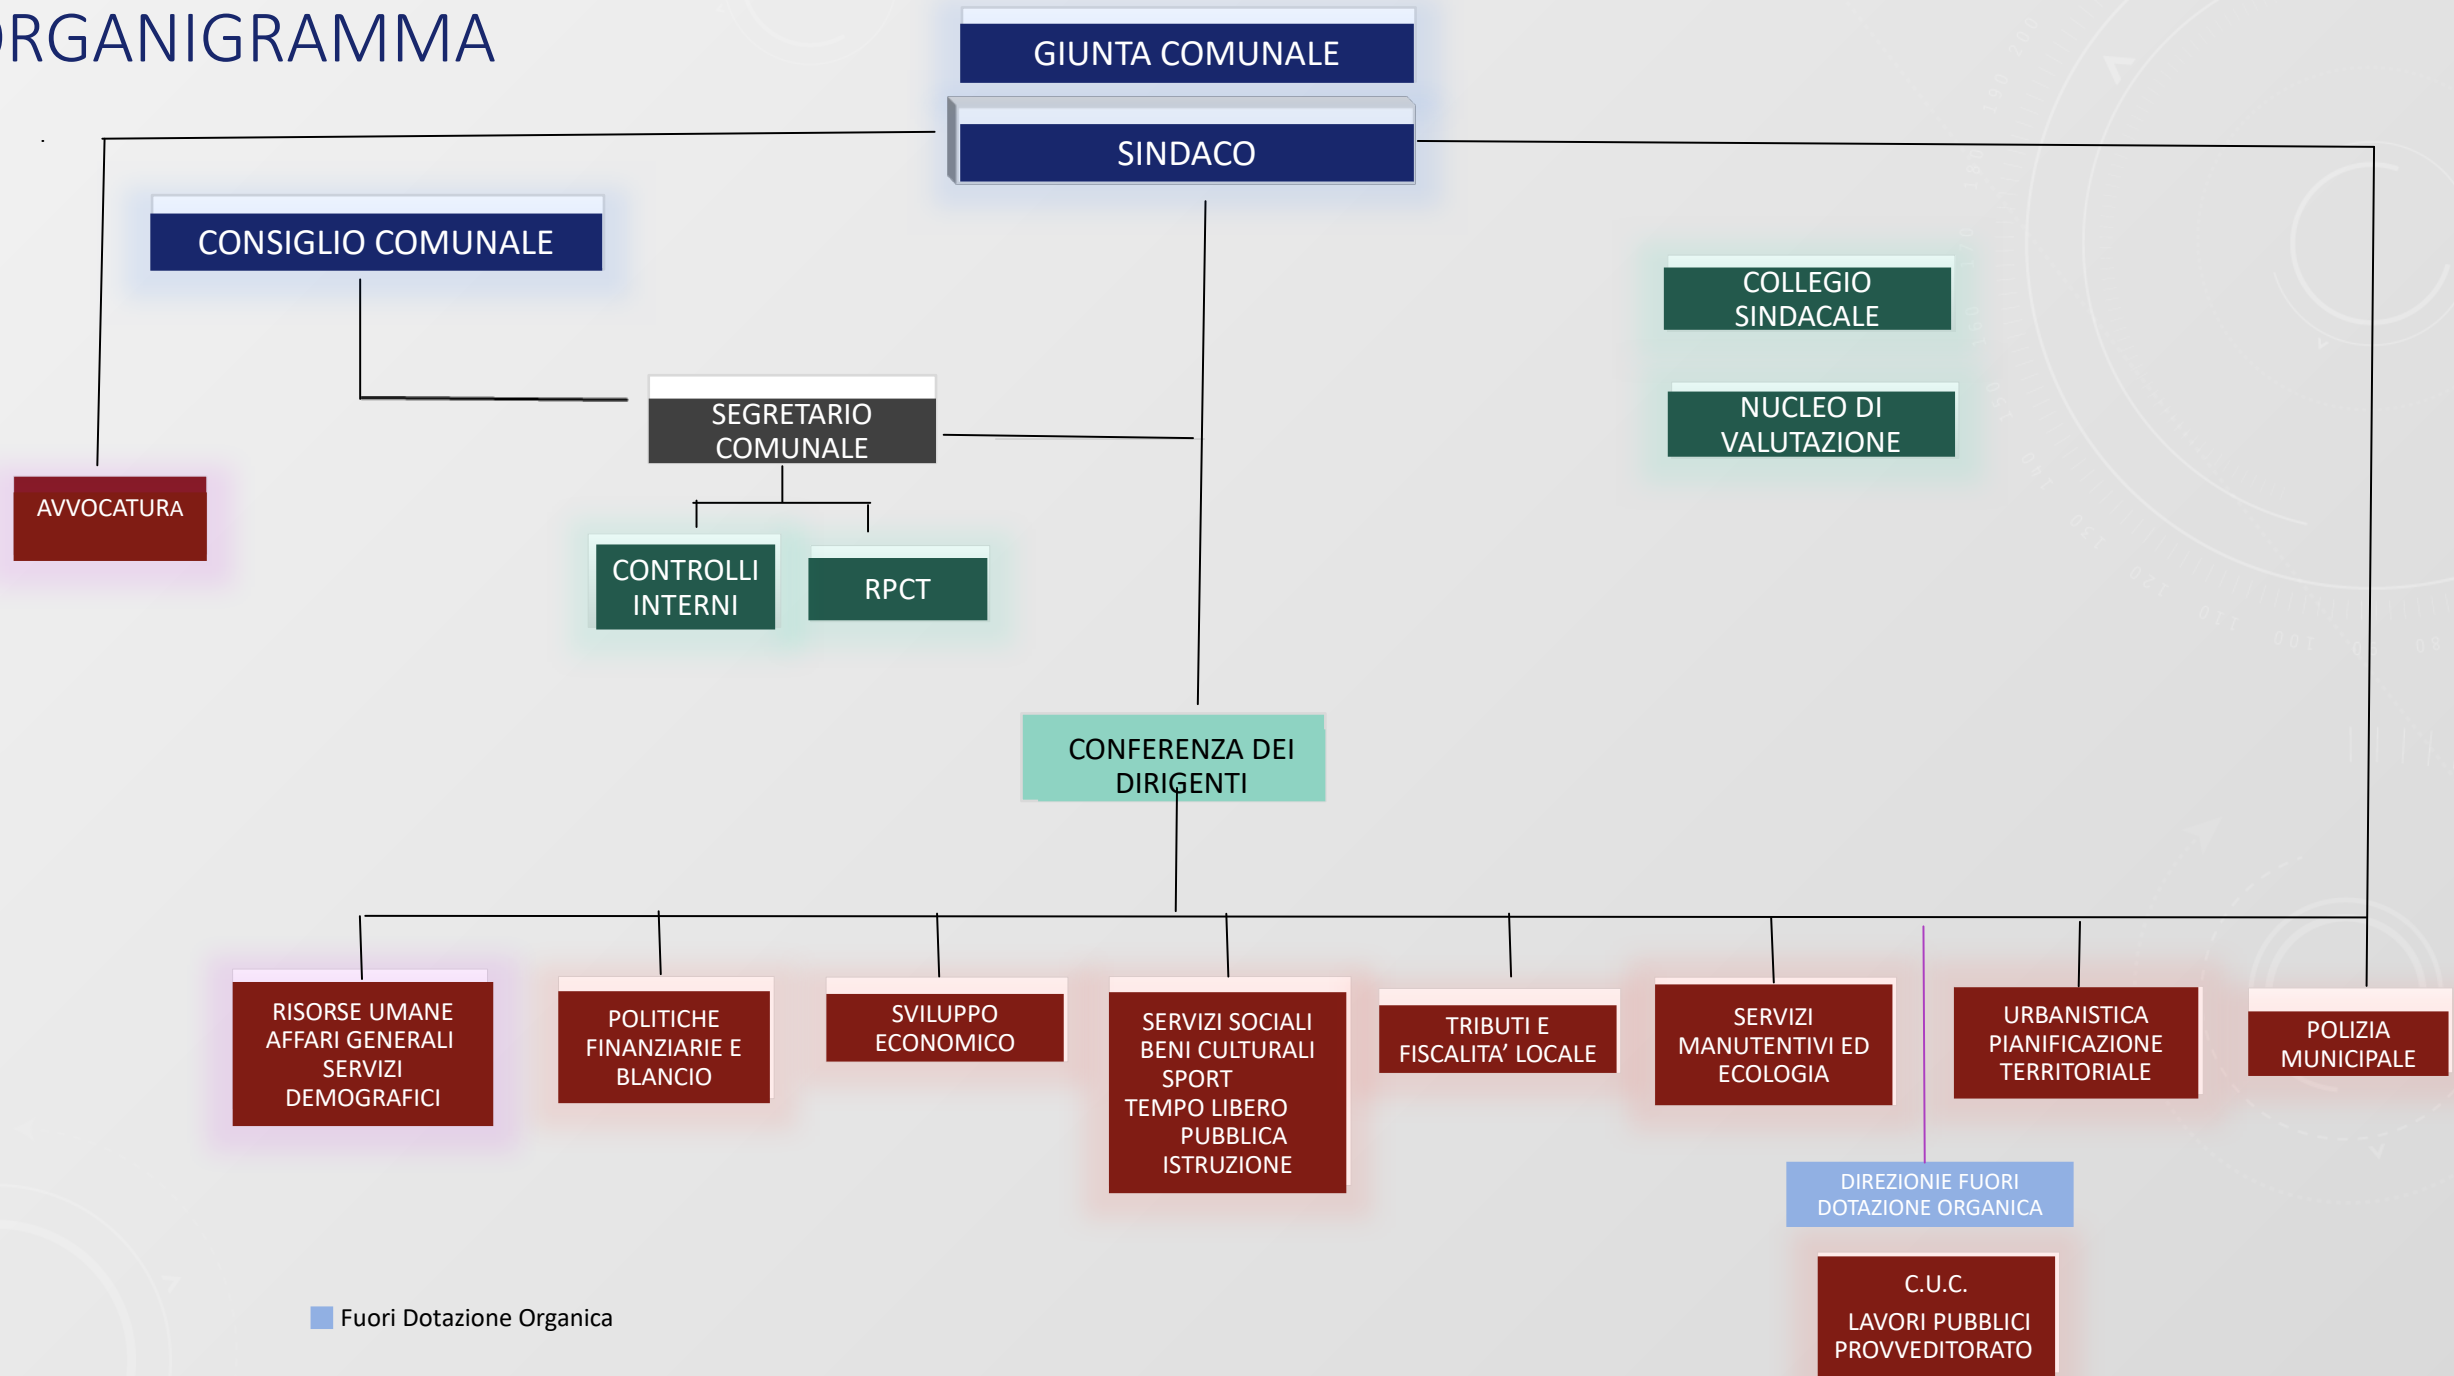 ORGANIGRAMMA
GIUNTA COMUNALE
SINDACO
CONSIGLIO COMUNALE
COLLEGIO
SINDACALE
SEGRETARIO
COMUNALE
NUCLEO DI
VALUTAZIONE
AVVOCATURA
CONTROLLI
INTERNI
RPCT
CONFERENZA DEI
DIRIGENTI
RISORSE UMANE
AFFARI GENERALI
SERVIZI
DEMOGRAFICI
POLITICHE
FINANZIARIE E
BLANCIO
SVILUPPO
ECONOMICO
SERVIZI SOCIALI
BENI CULTURALI
SPORT
TEMPO LIBERO
PUBBLICA
ISTRUZIONE
TRIBUTI E
FISCALITA’ LOCALE
SERVIZI
MANUTENTIVI ED
ECOLOGIA
URBANISTICA
PIANIFICAZIONE
TERRITORIALE
POLIZIA
MUNICIPALE
DIREZIONIE FUORI
DOTAZIONE ORGANICA
C.U.C.
LAVORI PUBBLICI
PROVVEDITORATO
Fuori Dotazione Organica